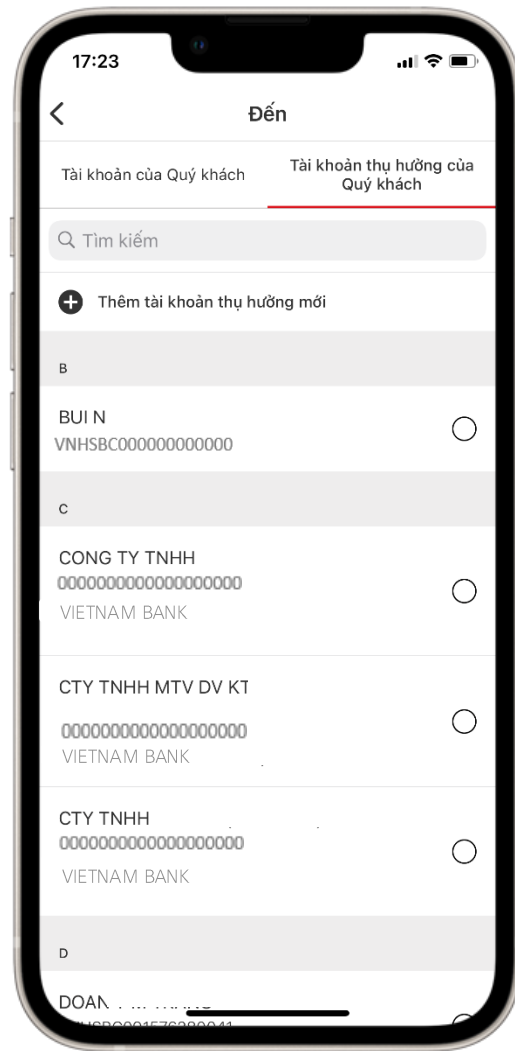 17:23
Đến
Tài khoản của Quý khách
Tài khoản thụ hưởng của
Quý khách
Tìm kiếm
Thêm tài khoản thụ hưởng mới
B
BUI N
VNHSBC000000000000
C
CONG TY TNHH
0000000000000000000
VIETNAM BANK
CTY TNHH MTV DV KT
0000000000000000000
VIETNAM BANK
CTY TNHH
0000000000000000000
VIETNAM BANK
D
DOAN